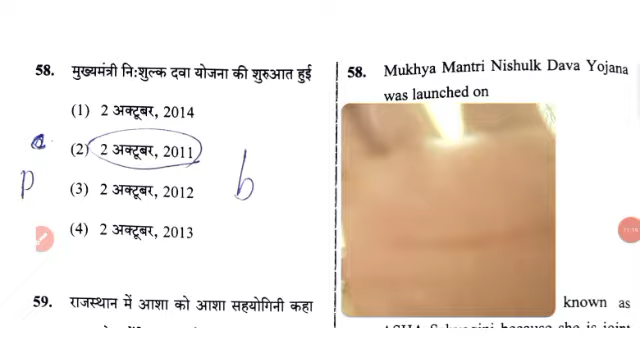 58. मुख्यमंत्री नि:शुल्क दवा योजना की शुरुआत हुई
(1) 2 अक्टूबर, 2014
a
(2) 2 अक्टूबर, 2011
p
(3) 2 अक्टूबर, 2012
b
(4) 2 अक्टूबर, 2013
59. राजस्थान में आशा को आशा सहयोगिनी कहा
58. Mukhya Mantri Nishulk Dava Yojana
was launched on
known as